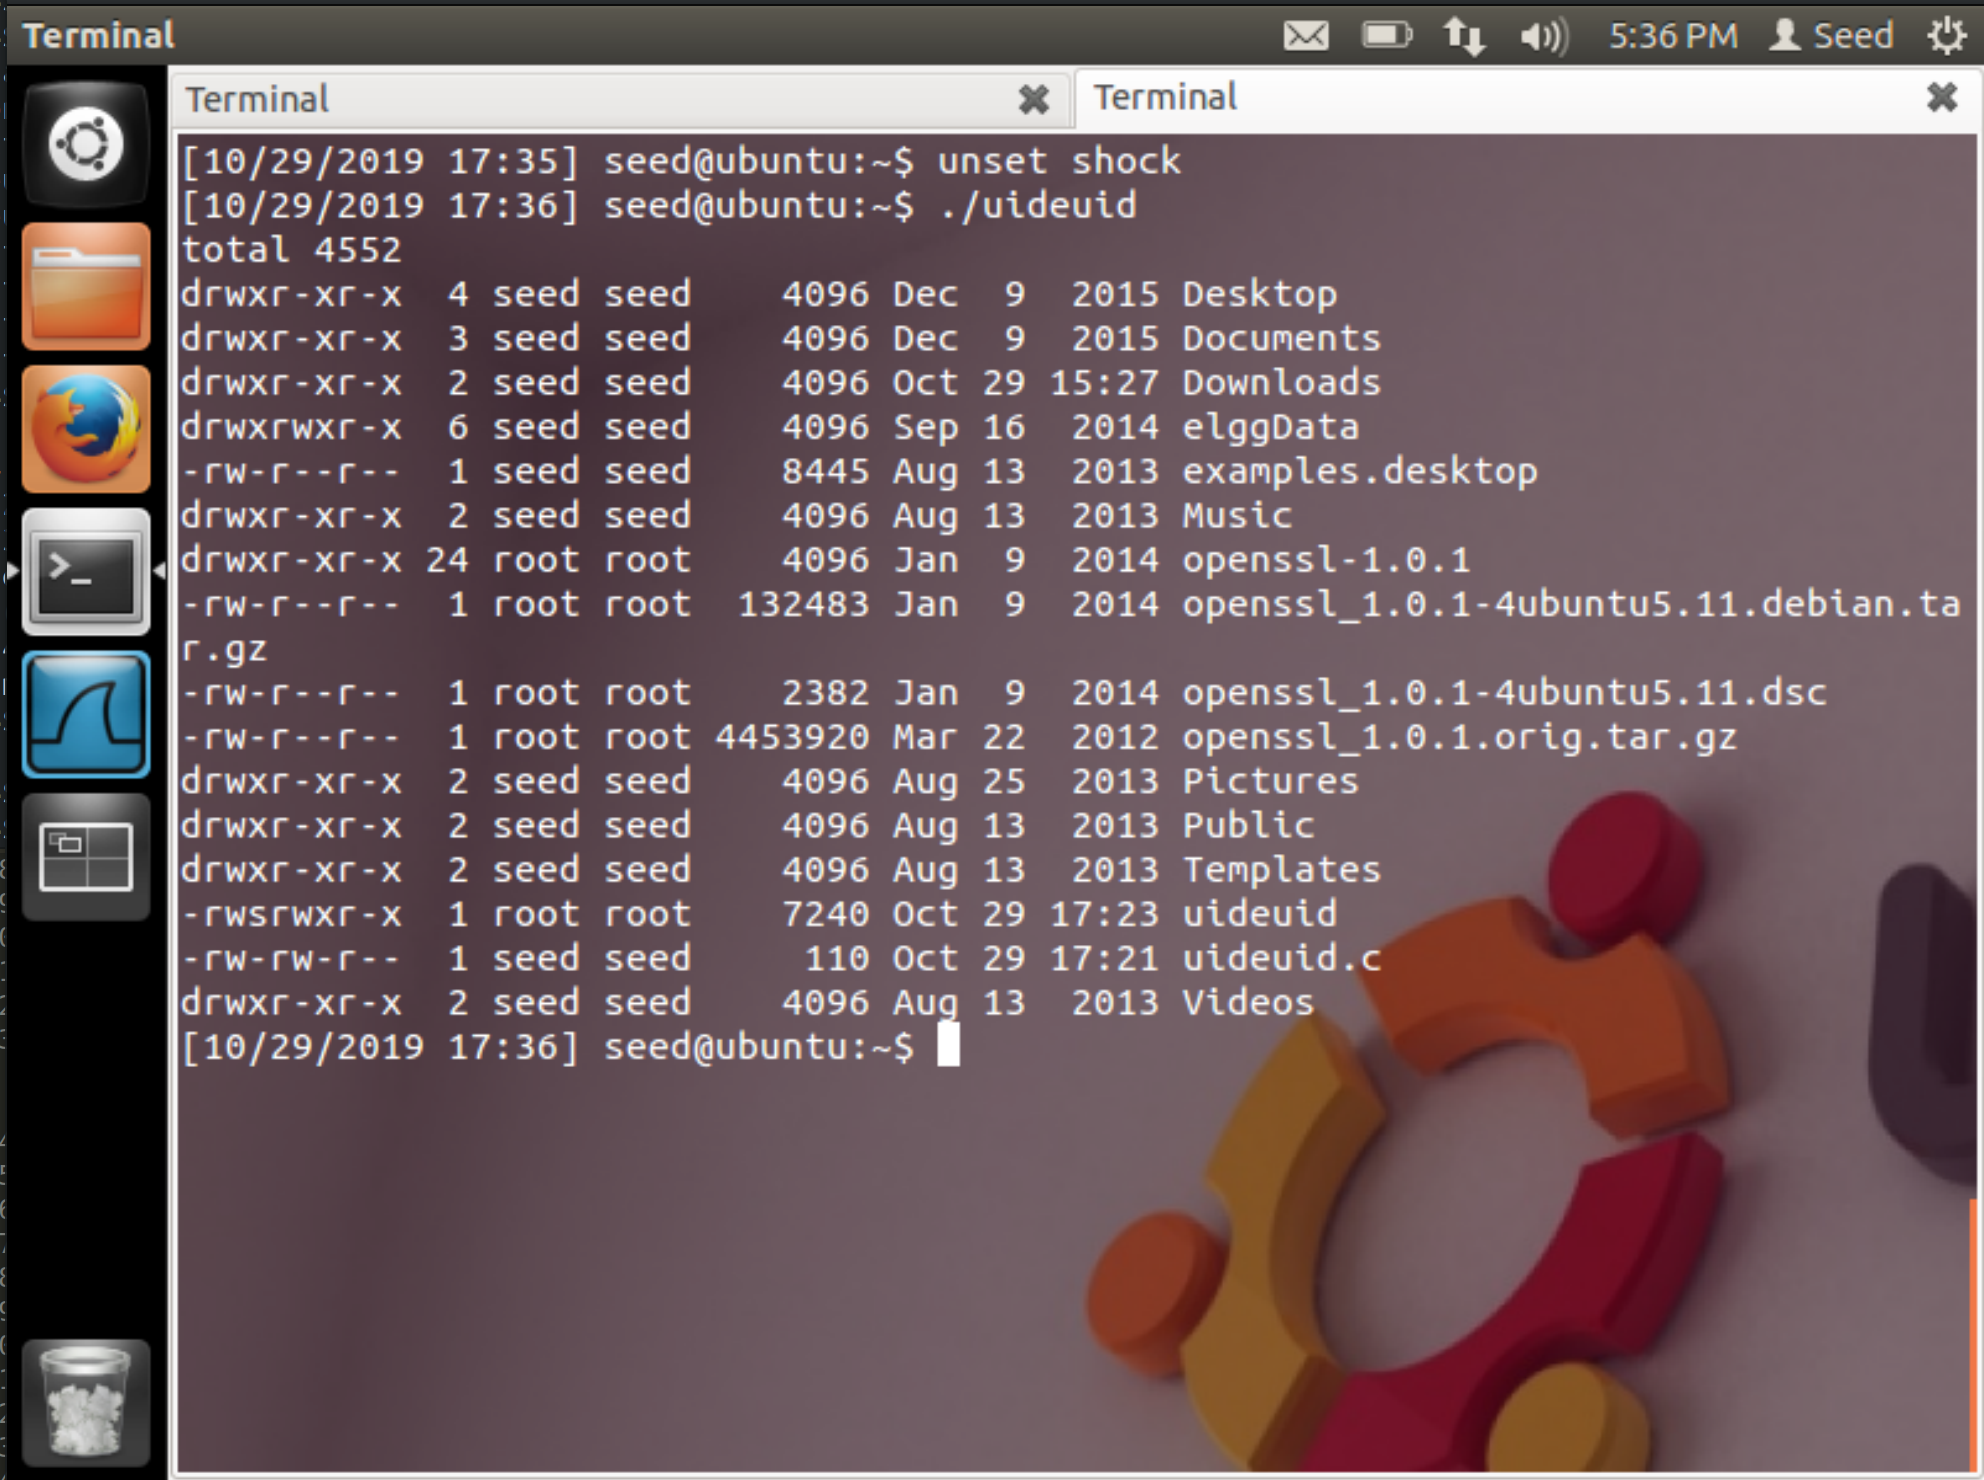 Terminal
5:36 PM Seed
Terminal
Terminal
[10/29/2019 17:35] seed@ubuntu:~$ unset shock
[10/29/2019 17:36] seed@ubuntu:~$ ./uideuid
total 4552
drwxr-xr-x  4 seed seed    4096 Dec  9  2015 Desktop
drwxr-xr-x  3 seed seed    4096 Dec  9  2015 Documents
drwxr-xr-x  2 seed seed    4096 Oct 29 15:27 Downloads
drwxrwxr-x  6 seed seed    4096 Sep 16  2014 elggData
-rw-r--r--  1 seed seed    8445 Aug 13  2013 examples.desktop
drwxr-xr-x  2 seed seed    4096 Aug 13  2013 Music
drwxr-xr-x 24 root root    4096 Jan  9  2014 openssl-1.0.1
-rw-r--r--  1 root root  132483 Jan  9  2014 openssl_1.0.1-4ubuntu5.11.debian.ta
r.gz
-rw-r--r--  1 root root    2382 Jan  9  2014 openssl_1.0.1-4ubuntu5.11.dsc
-rw-r--r--  1 root root 4453920 Mar 22  2012 openssl_1.0.1.orig.tar.gz
drwxr-xr-x  2 seed seed    4096 Aug 25  2013 Pictures
drwxr-xr-x  2 seed seed    4096 Aug 13  2013 Public
drwxr-xr-x  2 seed seed    4096 Aug 13  2013 Templates
-rwsrwxr-x  1 root root    7240 Oct 29 17:23 uideuid
-rw-rw-r--  1 seed seed     110 Oct 29 17:21 uideuid.c
drwxr-xr-x  2 seed seed    4096 Aug 13  2013 Videos
[10/29/2019 17:36] seed@ubuntu:~$